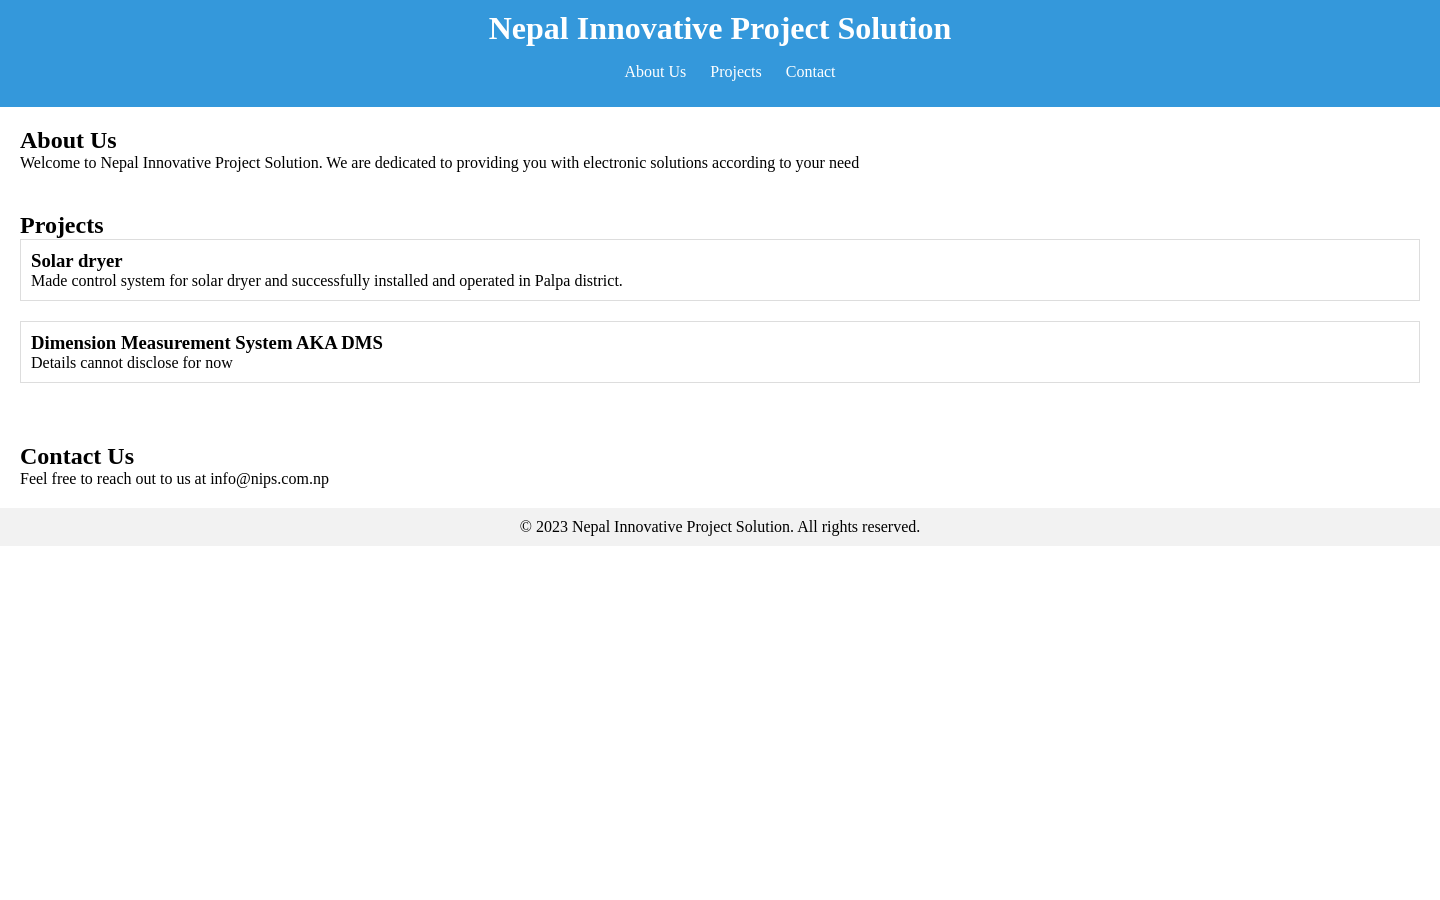 Nepal Innovative Project Solution
About Us Projects Contact
About Us
Welcome to Nepal Innovative Project Solution. We are dedicated to providing you with electronic solutions according to your need
Projects
Solar dryer
Made control system for solar dryer and successfully installed and operated in Palpa district.
Dimension Measurement System AKA DMS
Details cannot disclose for now
Contact Us
Feel free to reach out to us at info@nips.com.np
© 2023 Nepal Innovative Project Solution. All rights reserved.